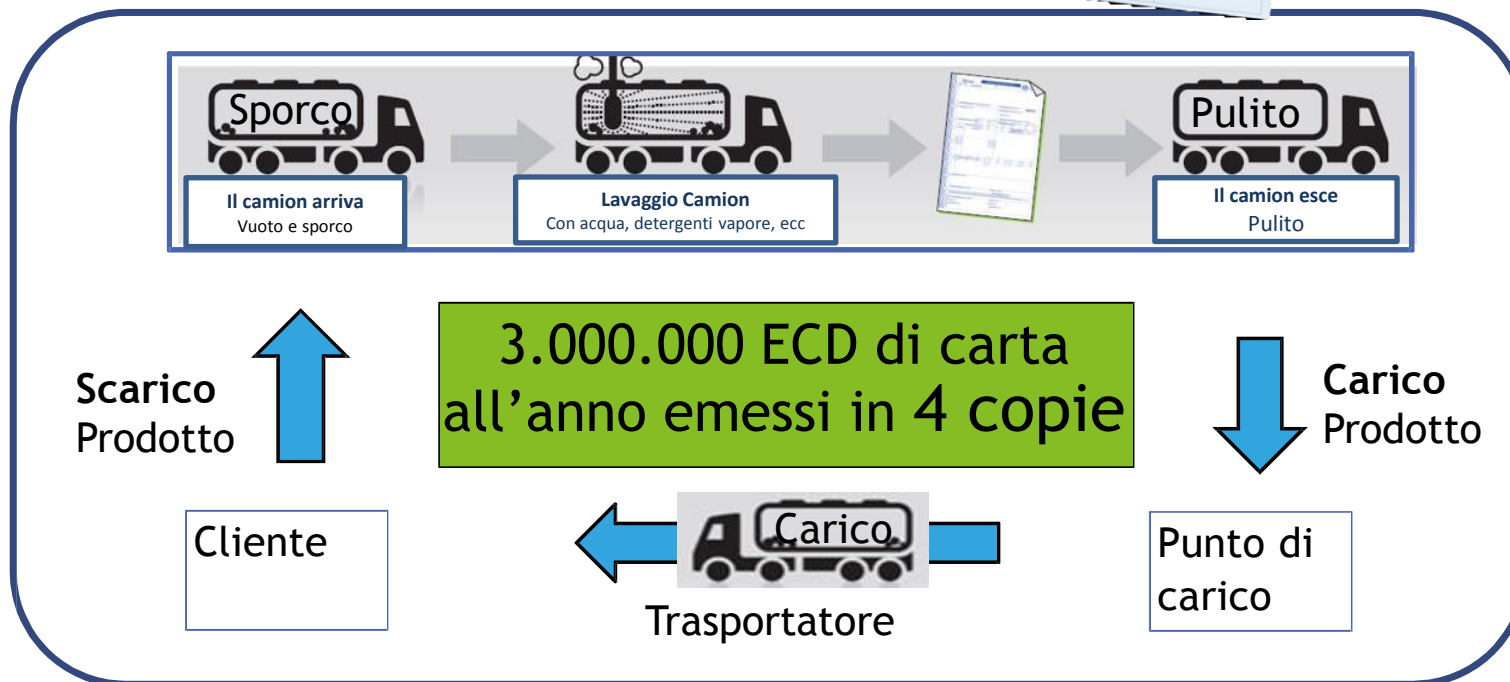 Sporco
Pulito
Il camion arriva
Vuoto e sporco
Lavaggio Camion
Con acqua, detergenti vapore, ecc
Il camion esce
Pulito
3.000.000 ECD di carta
all’anno emessi in 4 copie
Scarico
Prodotto
Carico
Prodotto
Cliente
Carico
Trasportatore
Punto di
carico